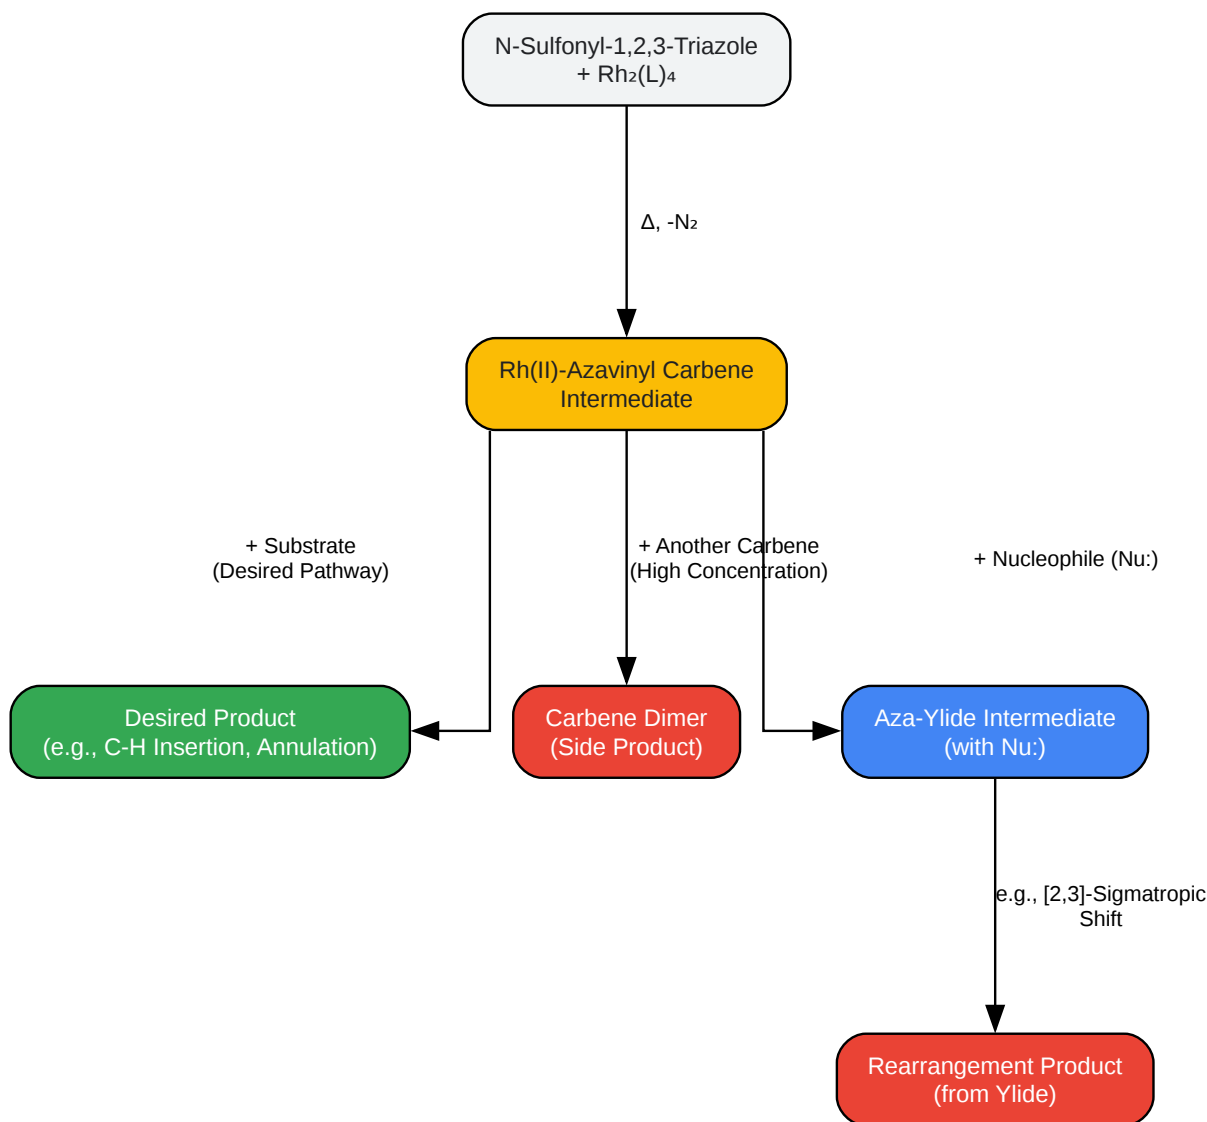 N-Sulfonyl-1,2,3-Triazole
+ Rh₂(L)₄
Δ, -N₂
Rh(II)-Azavinyl Carbene
Intermediate
+ Substrate
(Desired Pathway)
+ Another Carbene
(High Concentration)
+ Nucleophile (Nu:)
Desired Product
(e.g., C-H Insertion, Annulation)
Carbene Dimer
(Side Product)
Aza-Ylide Intermediate
(with Nu:)
e.g., [2,3]-Sigmatropic
Shift
Rearrangement Product
(from Ylide)